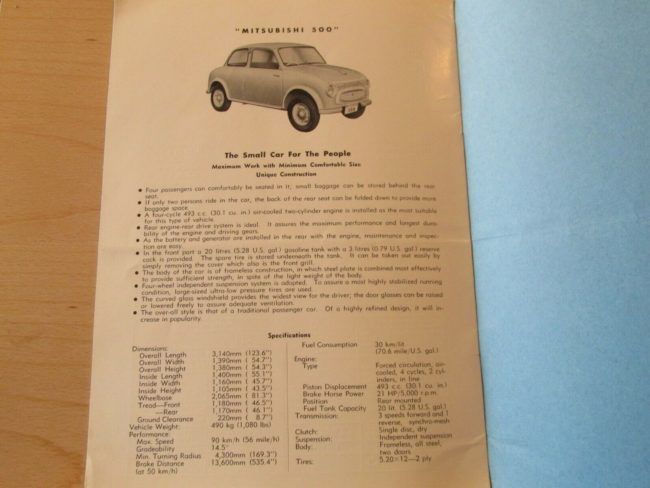 "MITSUBISHI 500"
The Small Car For The People
Maximum Work with Minimum Comfortable Size
Unique Construction
● Four passengers can comfortably be seated in it, small baggage can be stored behind the rear
seat.
● If only two persons ride in the car, the back of the rear seat can be folded down to provide more
baggage space.
● A four-cycle 493 c.c. (30.1 cu. in.) air-cooled two-cylinder engine is installed as the most suitable
for this type of vehicle.
● Rear engine-rear drive system is ideal. It assures the maximum performance and longest dura-
bility of the engine and driving gears.
● As the battery and generator are installed in the rear with the engine, maintenance and inspec-
tion are easy.
● In the front part a 20 litres (5.28 U.S. gal.) gasoline tank with a 3 litres (0.79 U.S. gal.) reserve
cock is provided. The spare tire is stored underneath the tank. It can be taken out easily by
simply removing the cover which also is the front grill.
● The body of the car is of frameless construction, in which steel plate is combined most effectively
to provide sufficient strength, in spite of the light weight of the body.
● Four-wheel independent suspension system is adopted. To assure a most highly stabilized running
condition, large-sized ultra-low pressure tires are used.
● The curved glass windshield provides the widest view for the driver; the door glasses can be raised
or lowered freely to assure adequate ventilation.
● The over-all style is that of a traditional passenger car. Of a highly refined design, it will in-
crease in popularity.
Specifications
Dimensions:
Overall Length 3,140mm (123.6")
Overall Width 1,390mm ( 54.7")
Overall Height 1,380mm ( 54.3")
Inside Length 1,400mm ( 55.1")
Inside Width 1,160mm ( 45.7")
Inside Height 1,105mm ( 43.5")
Wheelbase 2,065mm ( 81.3")
Tread—Front 1,180mm ( 46.5")
—Rear 1,170mm ( 46.1")
Ground Clearance 220mm ( 8.7")
Vehicle Weight: 490 kg (1,080 lbs)
Performance:
Max. Speed 90 km/h (56 mile/h)
Gradeability 14.5°
Min. Turning Radius 4,300mm (169.3")
Brake Distance 13,600mm (535.4")
(at 50 km/h)
Fuel Consumption 30 km/lit
(70.6 mile/U.S. gal.)
Engine:
Type Forced circulation, air-
cooled, 4 cycles, 2 cyl-
inders, in line
Piston Displacement 493 c.c. (30.1 cu. in.)
Brake Horse Power 21 HP/5,000 r.p.m.
Position Rear mounted
Fuel Tank Capacity 20 lit. (5.28 U.S. gal.)
Transmission: 3 speeds forward and 1
reverse, synchro-mesh
Clutch: Single disc, dry
Suspension: Independent suspension
Body: Frameless, all steel,
two doors
Tires: 5.20×12—2 ply